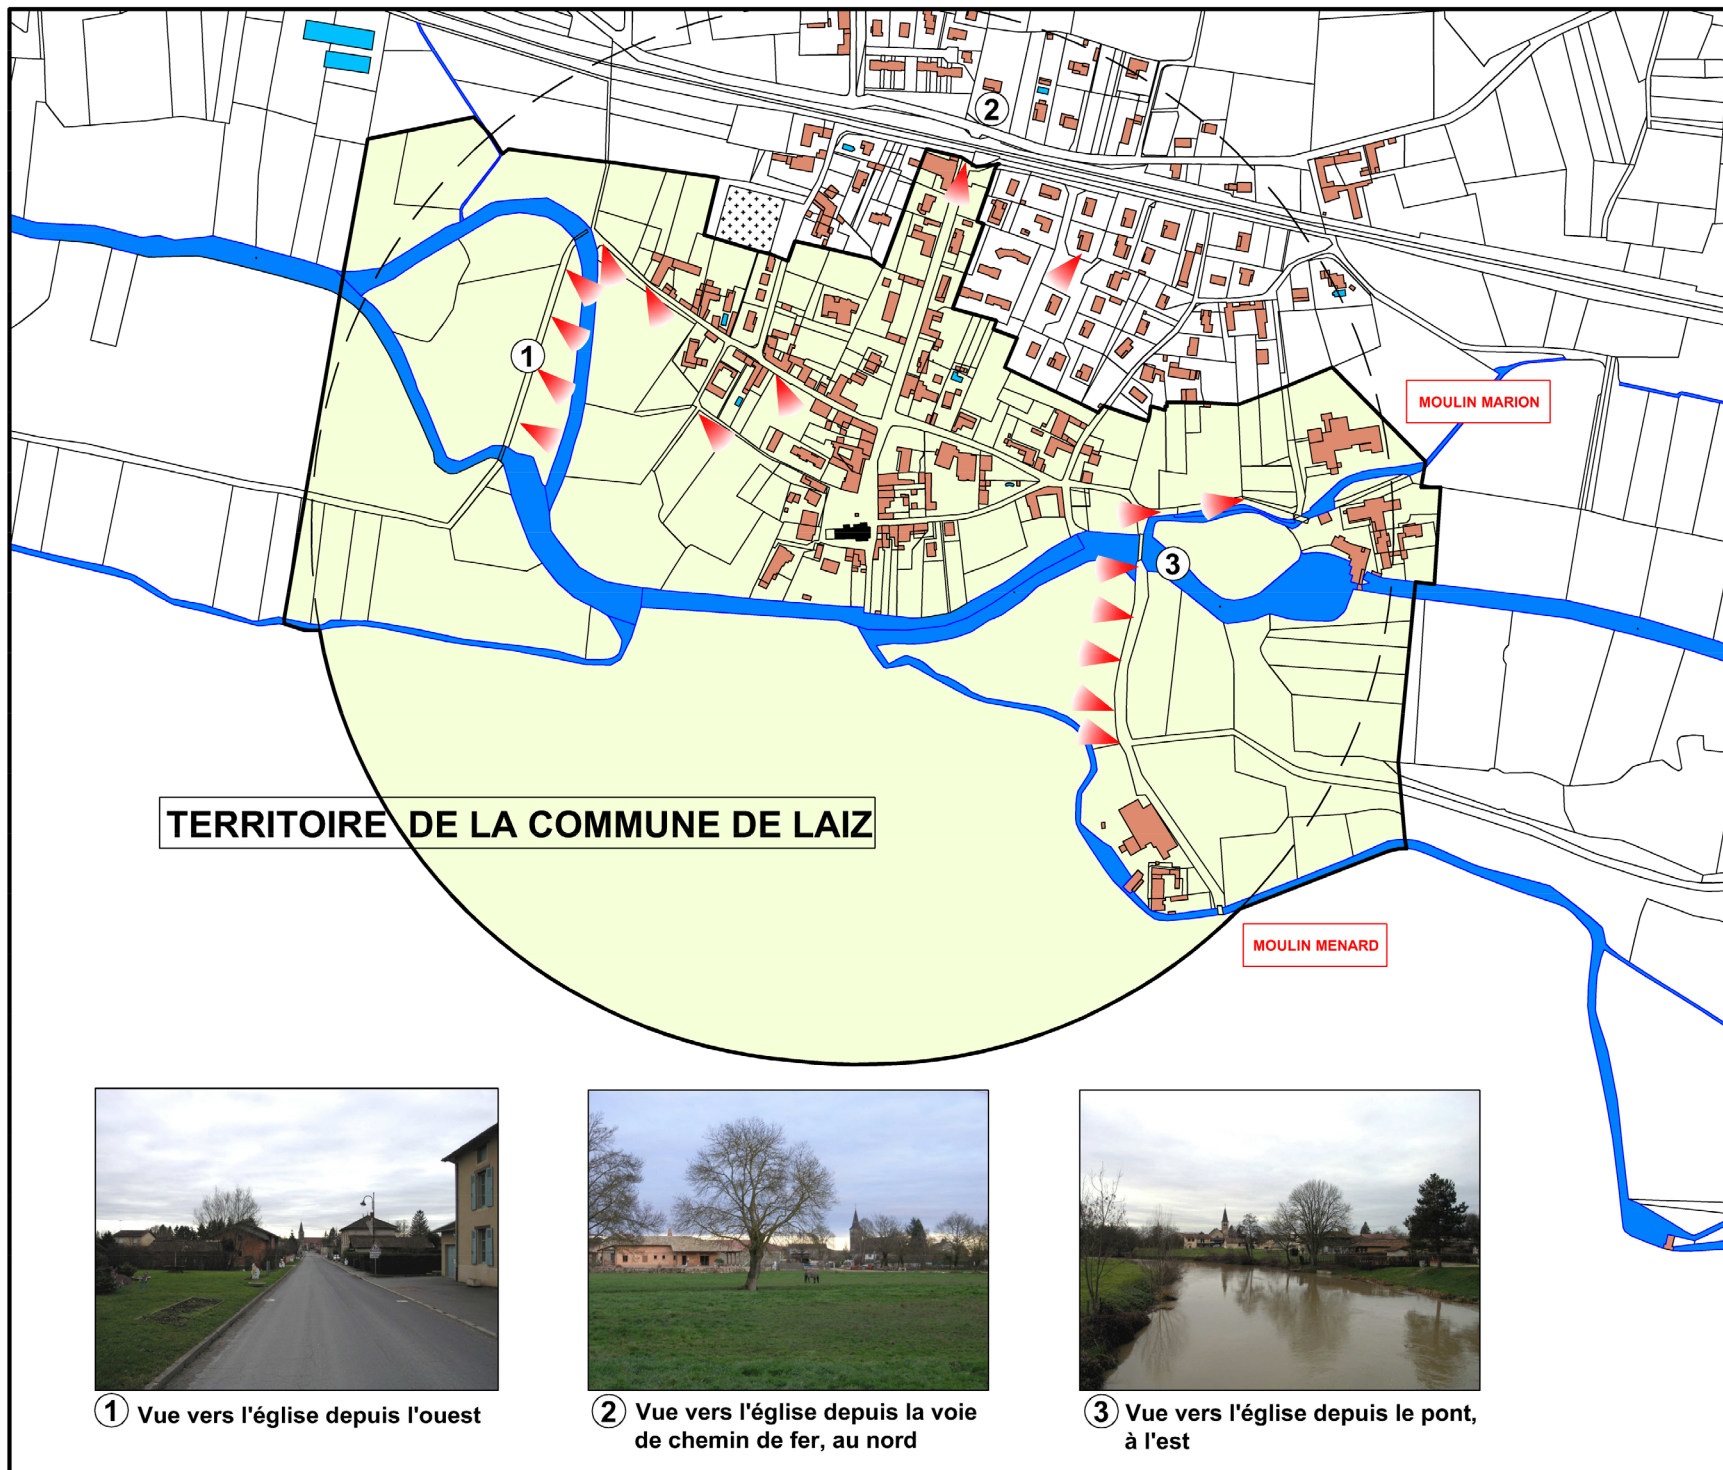 2
1
MOULIN MARION
3
TERRITOIRE DE LA COMMUNE DE LAIZ
MOULIN MENARD
1 Vue vers l'église depuis l'ouest
2 Vue vers l'église depuis la voie
de chemin de fer, au nord
3 Vue vers l'église depuis le pont,
à l'est